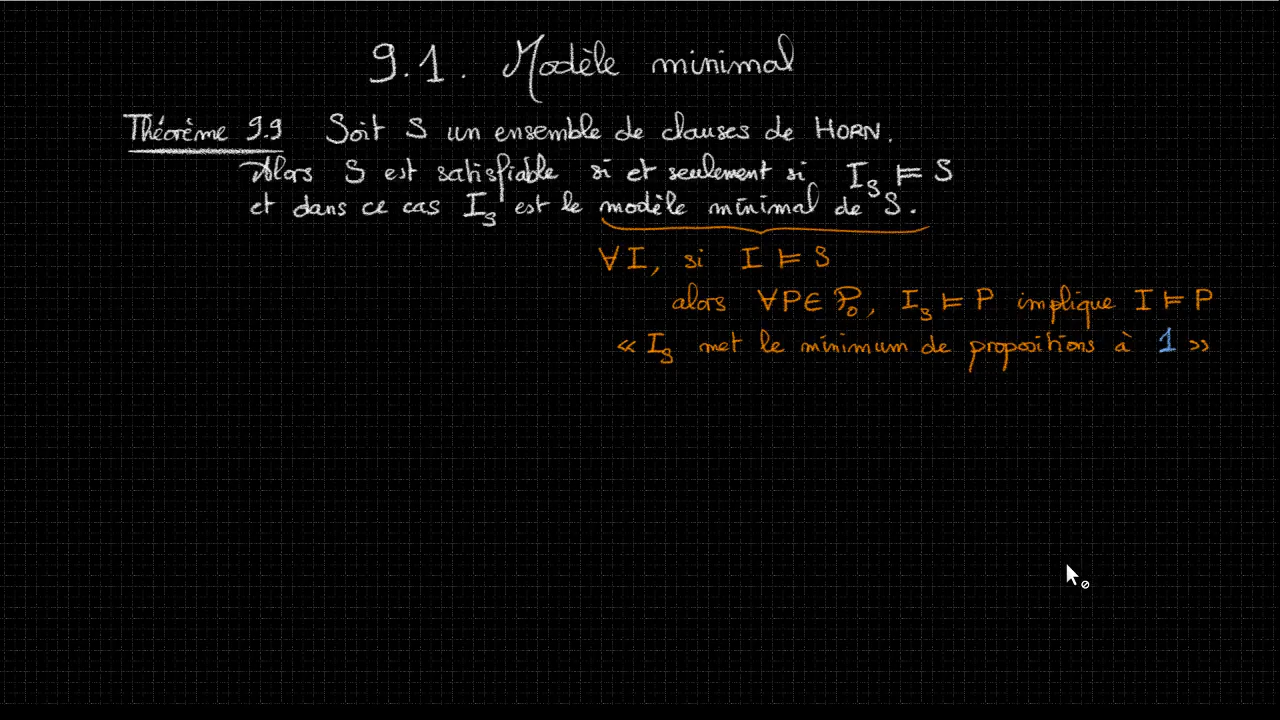 9.1. Modèle minimal
Théorème 9.9 Soit S un ensemble de clauses de HORN.
Alors S est satisfiable si et seulement si I_S ⊨ S
et dans ce cas I_S est le modèle minimal de S.
∀I, si I ⊨ S
alors ∀P∈ 𝒫₀, I_S ⊨ P implique I ⊨ P
« I_S met le minimum de propositions à 1 »